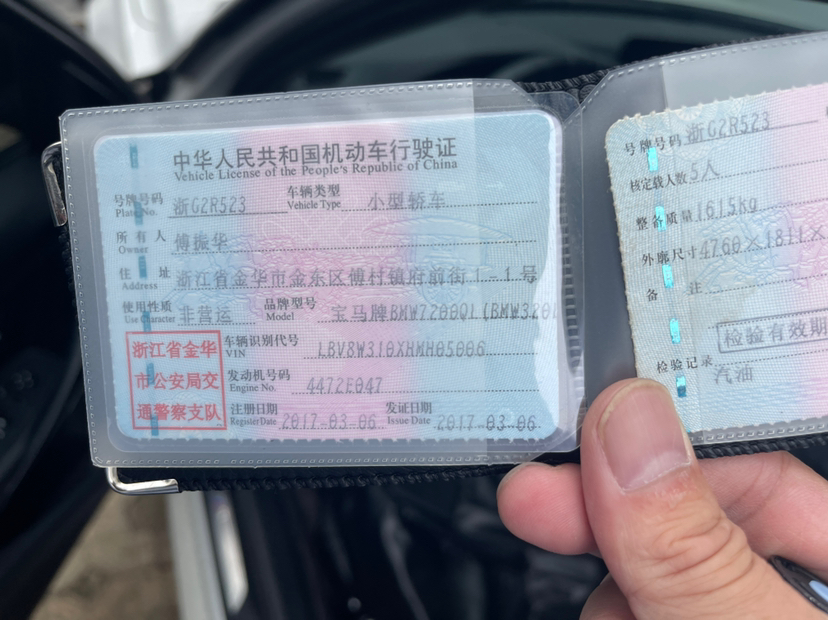 中华人民共和国机动车行驶证
Vehicle License of the People's Republic of China
号牌号码 浙G2R523 车辆类型 小型轿车
Plate No. Vehicle Type
所有人 傅振华
Owner
住址 浙江省金华市金东区傅村镇府前街1-1号
Address
使用性质 非营运 品牌型号 宝马牌BMW7200QL(BMW320
Use Character Model
浙江省金华
市公安局交
通警察支队
车辆识别代号 LBV8W310XHMH05006
VIN
发动机号码 4472E047
Engine No.
注册日期 2017-03-06 发证日期 2017-03-06
Register Date Issue Date
号牌号码 浙G2R523
核定载人数 5人
整备质量 1615kg
外廓尺寸 4760×1811×
备注
检验有效期
检验记录
汽油